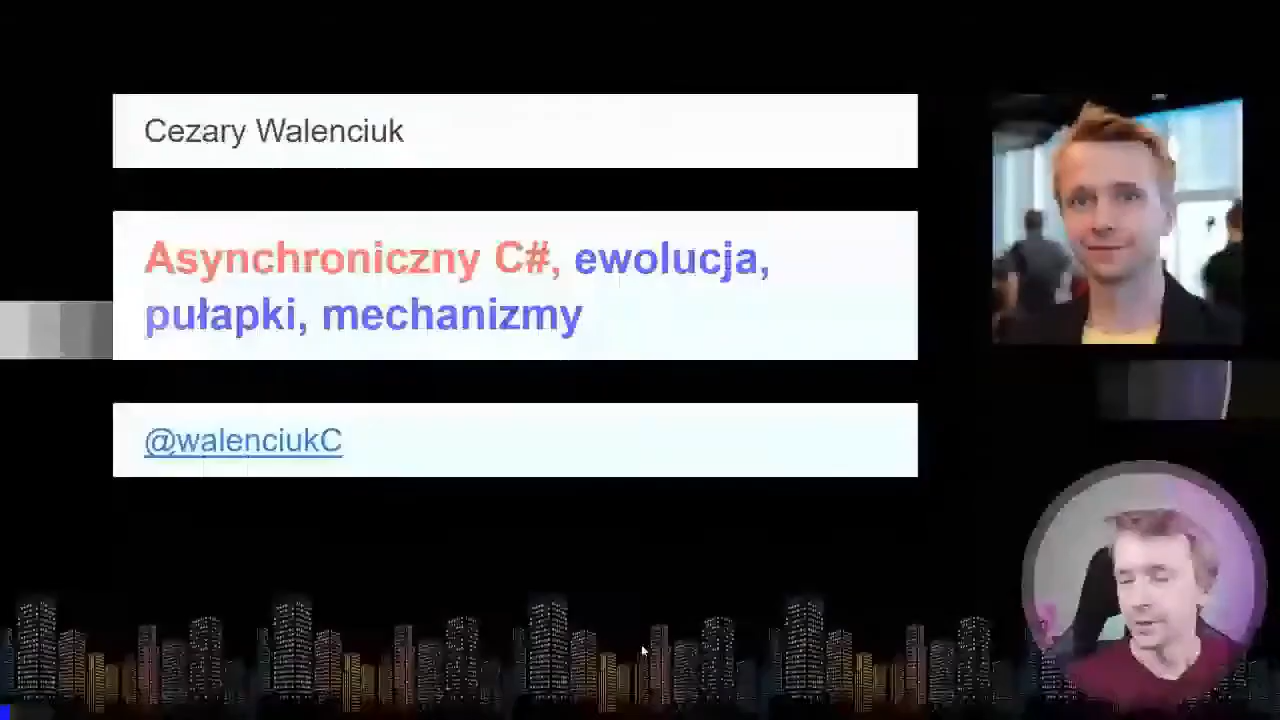 Cezary Walenciuk
Asynchroniczny C#, ewolucja,
pułapki, mechanizmy
@walenciukC